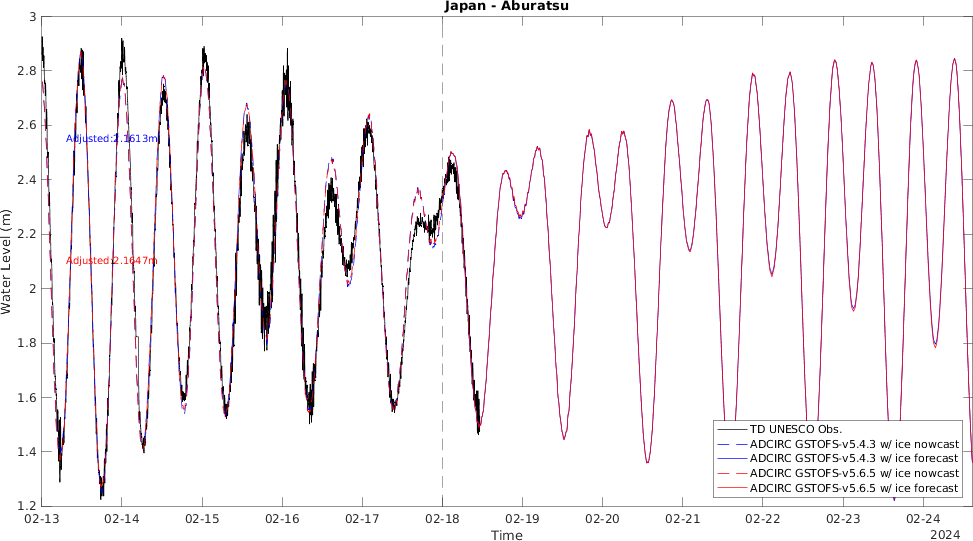 Japan - Aburatsu
3
2.8
2.6
2.4
2.2
2
1.8
1.6
1.4
1.2
Water Level (m)
Adjusted:2.1613m
Adjusted:2.1647m
TD UNESCO Obs.
ADCIRC GSTOFS-v5.4.3 w/ ice nowcast
ADCIRC GSTOFS-v5.4.3 w/ ice forecast
ADCIRC GSTOFS-v5.6.5 w/ ice nowcast
ADCIRC GSTOFS-v5.6.5 w/ ice forecast
02-13 02-14 02-15 02-16 02-17 02-18 02-19 02-20 02-21 02-22 02-23 02-24
2024
Time